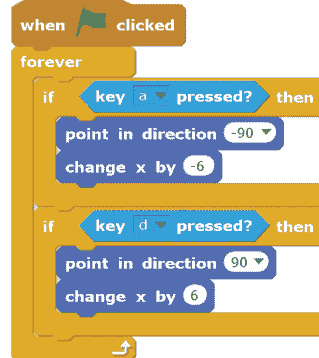 when clicked
forever
if key a pressed? then
point in direction -90
change x by -6
if key d pressed? then
point in direction 90
change x by 6